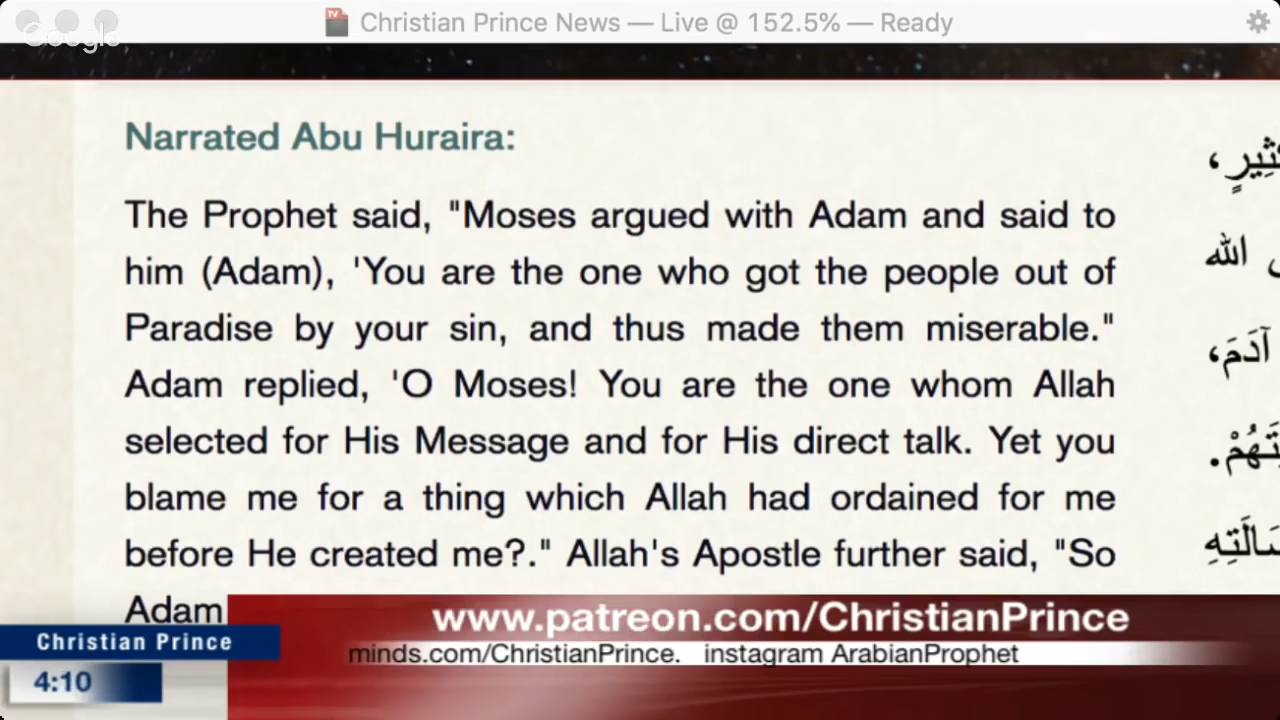 Christian Prince News — Live @ 152.5% — Ready
Google
Narrated Abu Huraira:
The Prophet said, "Moses argued with Adam and said to
him (Adam), 'You are the one who got the people out of
Paradise by your sin, and thus made them miserable."
Adam replied, 'O Moses! You are the one whom Allah
selected for His Message and for His direct talk. Yet you
blame me for a thing which Allah had ordained for me
before He created me?." Allah's Apostle further said, "So
Adam
الله
آدَمَ،
www.patreon.com/ChristianPrince
Christian Prince
minds.com/ChristianPrince. instagram ArabianProphet
4:10